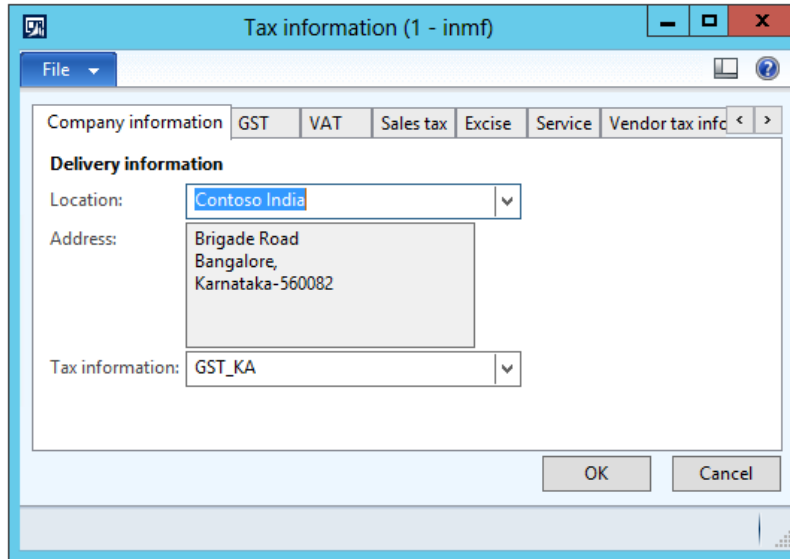 Tax information (1 - inmf)
File
Company information GST VAT Sales tax Excise Service Vendor tax info
Delivery information
Location: Contoso India
Address: Brigade Road
Bangalore,
Karnataka-560082
Tax information: GST_KA
OK Cancel